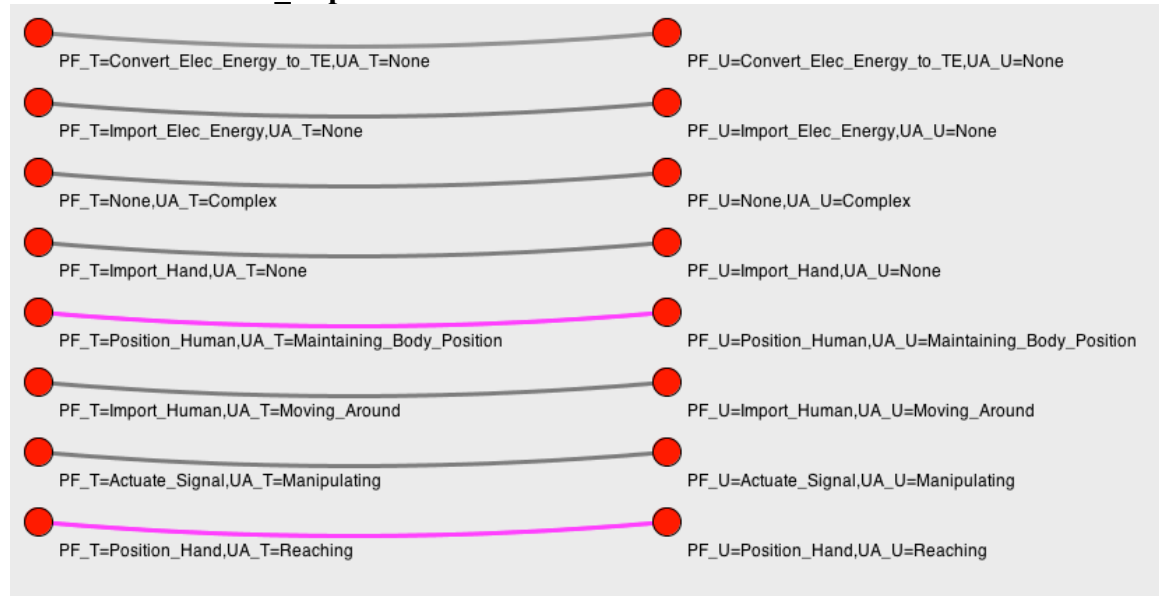 PF_T=Convert_Elec_Energy_to_TE,UA_T=None PF_U=Convert_Elec_Energy_to_TE,UA_U=None
PF_T=Import_Elec_Energy,UA_T=None PF_U=Import_Elec_Energy,UA_U=None
PF_T=None,UA_T=Complex PF_U=None,UA_U=Complex
PF_T=Import_Hand,UA_T=None PF_U=Import_Hand,UA_U=None
PF_T=Position_Human,UA_T=Maintaining_Body_Position PF_U=Position_Human,UA_U=Maintaining_Body_Position
PF_T=Import_Human,UA_T=Moving_Around PF_U=Import_Human,UA_U=Moving_Around
PF_T=Actuate_Signal,UA_T=Manipulating PF_U=Actuate_Signal,UA_U=Manipulating
PF_T=Position_Hand,UA_T=Reaching PF_U=Position_Hand,UA_U=Reaching